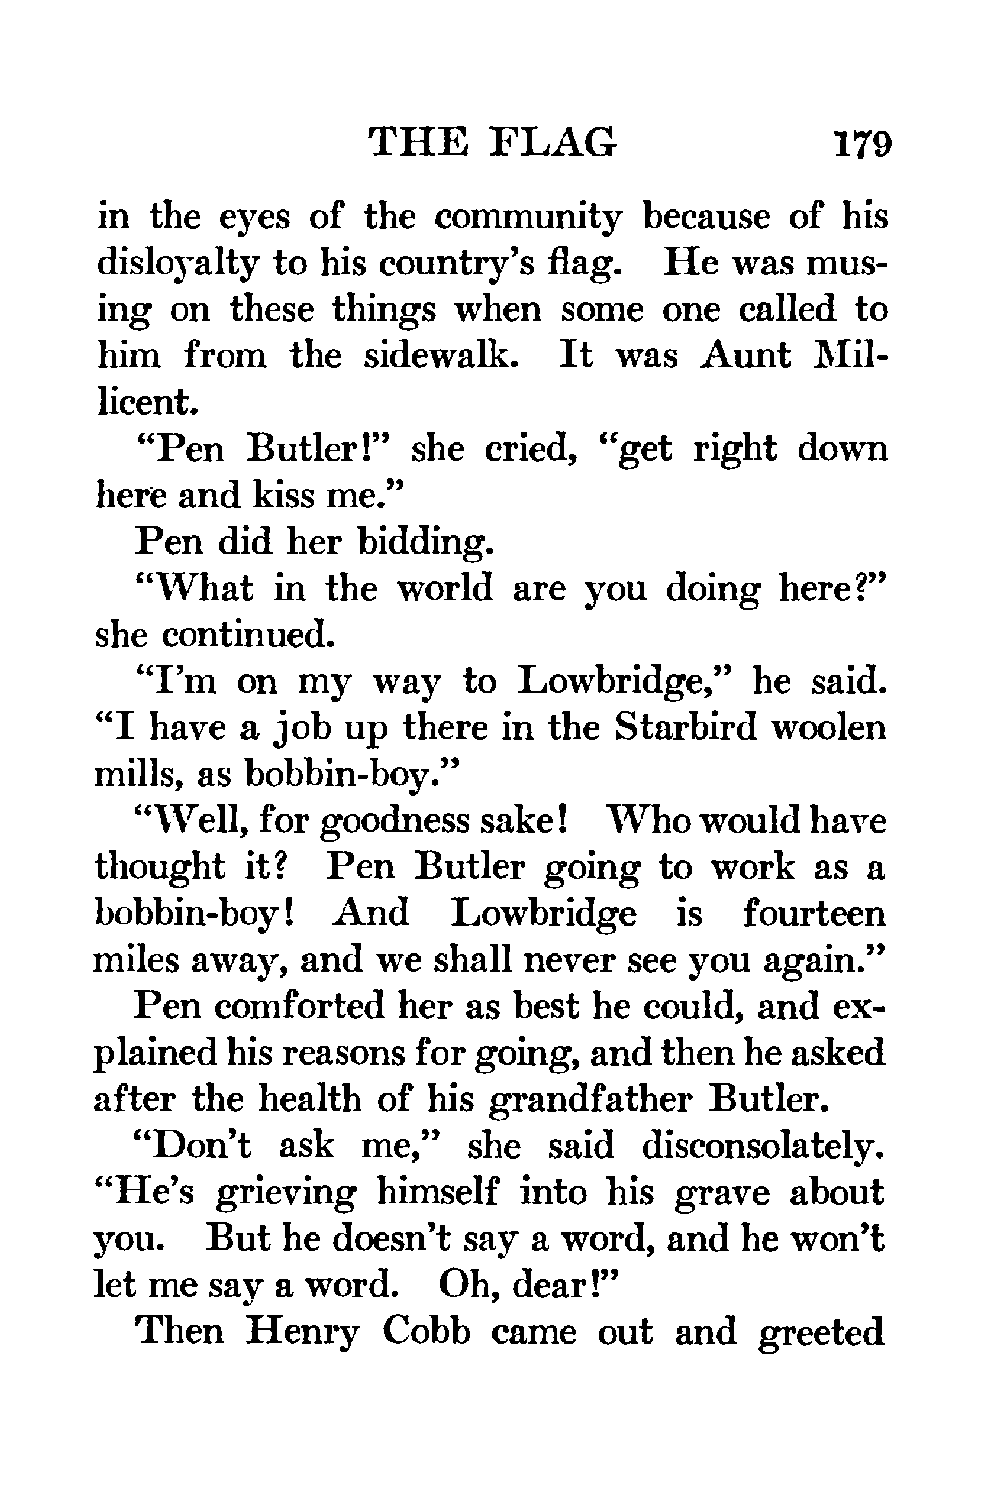 THE FLAG 179
in the eyes of the community because of his
disloyalty to his country's flag. He was mus-
ing on these things when some one called to
him from the sidewalk. It was Aunt Mil-
licent.
"Pen Butler!" she cried, "get right down
here and kiss me."
Pen did her bidding.
"What in the world are you doing here?"
she continued.
"I'm on my way to Lowbridge," he said.
"I have a job up there in the Starbird woolen
mills, as bobbin-boy."
"Well, for goodness sake! Who would have
thought it? Pen Butler going to work as a
bobbin-boy! And Lowbridge is fourteen
miles away, and we shall never see you again."
Pen comforted her as best he could, and ex-
plained his reasons for going, and then he asked
after the health of his grandfather Butler.
"Don't ask me," she said disconsolately.
"He's grieving himself into his grave about
you. But he doesn't say a word, and he won't
let me say a word. Oh, dear!"
Then Henry Cobb came out and greeted